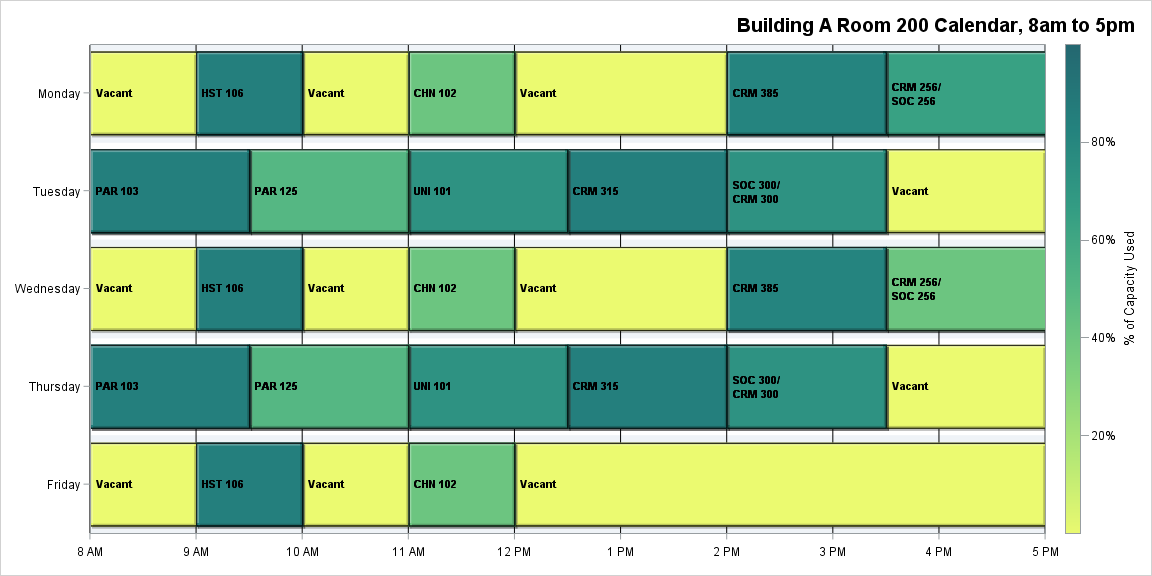 Building A Room 200 Calendar, 8am to 5pm
Monday
Vacant
HST 106
Vacant
CHN 102
Vacant
CRM 385
CRM 256/
SOC 256
Tuesday
PAR 103
PAR 125
UNI 101
CRM 315
SOC 300/
CRM 300
Vacant
Wednesday
Vacant
HST 106
Vacant
CHN 102
Vacant
CRM 385
CRM 256/
SOC 256
Thursday
PAR 103
PAR 125
UNI 101
CRM 315
SOC 300/
CRM 300
Vacant
Friday
Vacant
HST 106
Vacant
CHN 102
Vacant
8 AM
9 AM
10 AM
11 AM
12 PM
1 PM
2 PM
3 PM
4 PM
5 PM
80%
60%
40%
20%
% of Capacity Used